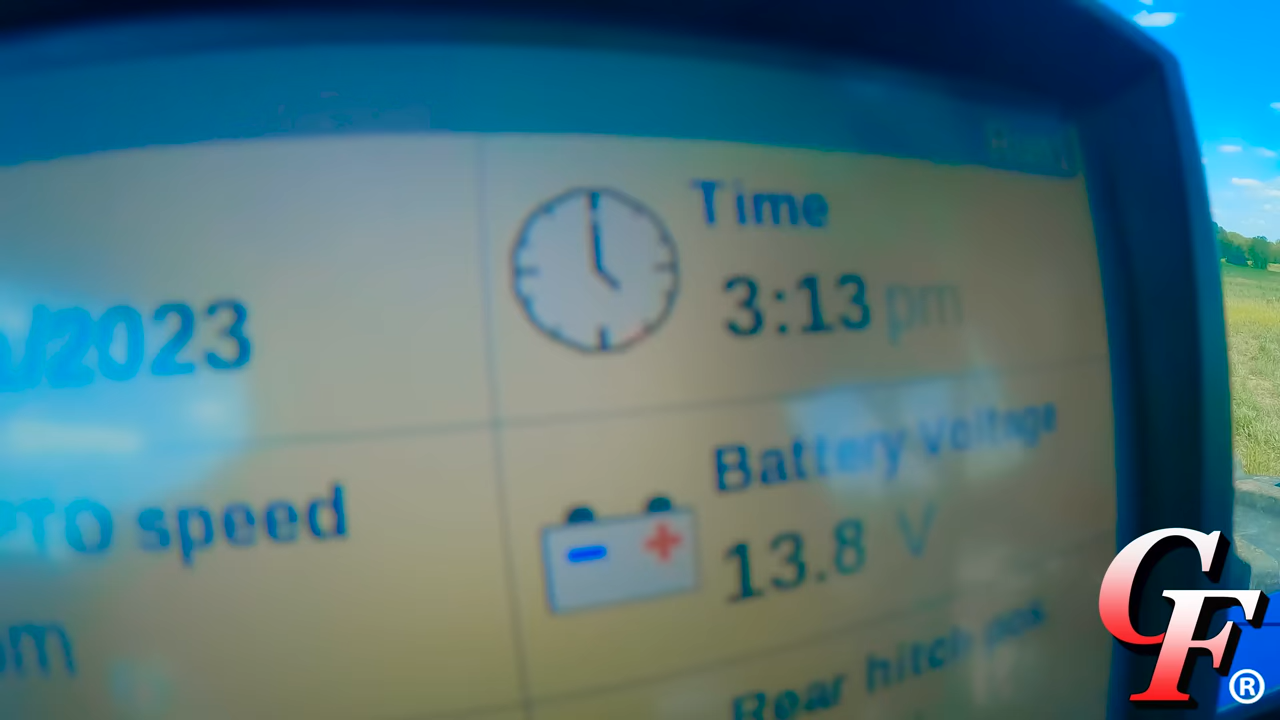 Time
3:13 pm
/2023
Battery Voltage
13.8 V
PTO speed
Rear hitch pos
CF®